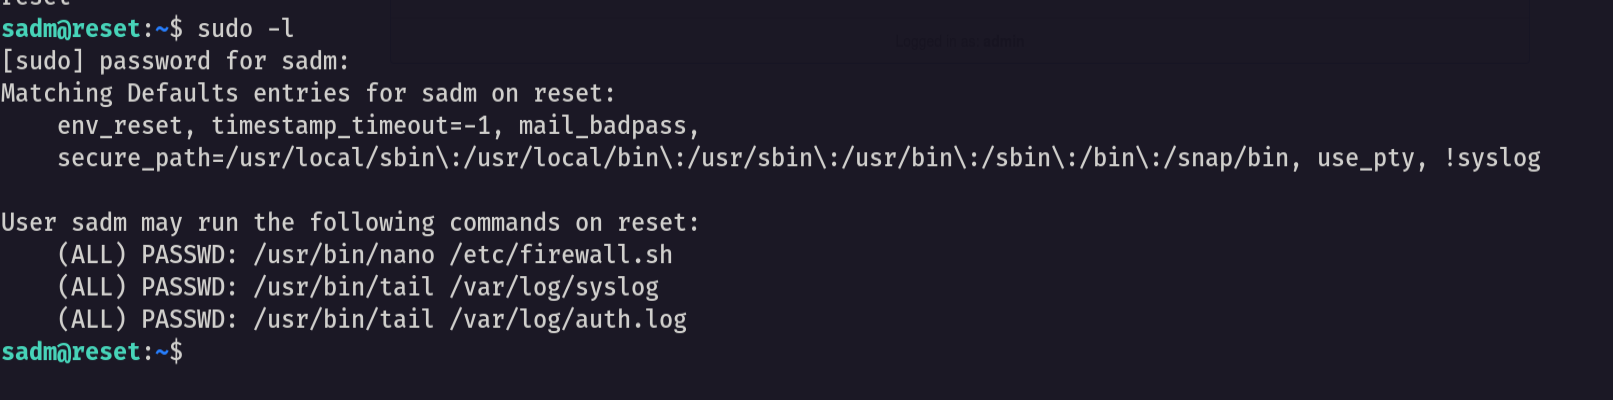 reset
sadm@reset:~$ sudo -l
[sudo] password for sadm:
Matching Defaults entries for sadm on reset:
    env_reset, timestamp_timeout=-1, mail_badpass,
    secure_path=/usr/local/sbin\:/usr/local/bin\:/usr/sbin\:/usr/bin\:/sbin\:/bin\:/snap/bin, use_pty, !syslog

User sadm may run the following commands on reset:
    (ALL) PASSWD: /usr/bin/nano /etc/firewall.sh
    (ALL) PASSWD: /usr/bin/tail /var/log/syslog
    (ALL) PASSWD: /usr/bin/tail /var/log/auth.log
sadm@reset:~$